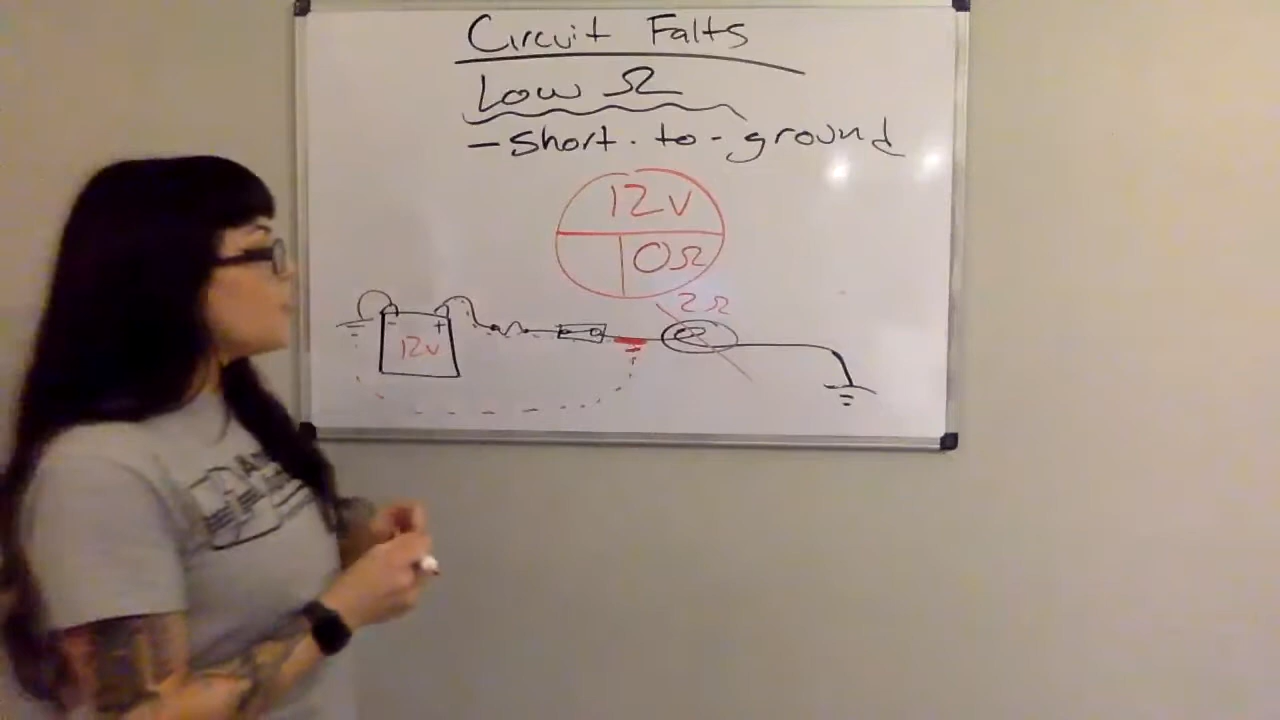 Circuit Falts
Low Ω
- short-to-ground
12v
0Ω
2Ω
- +
12v